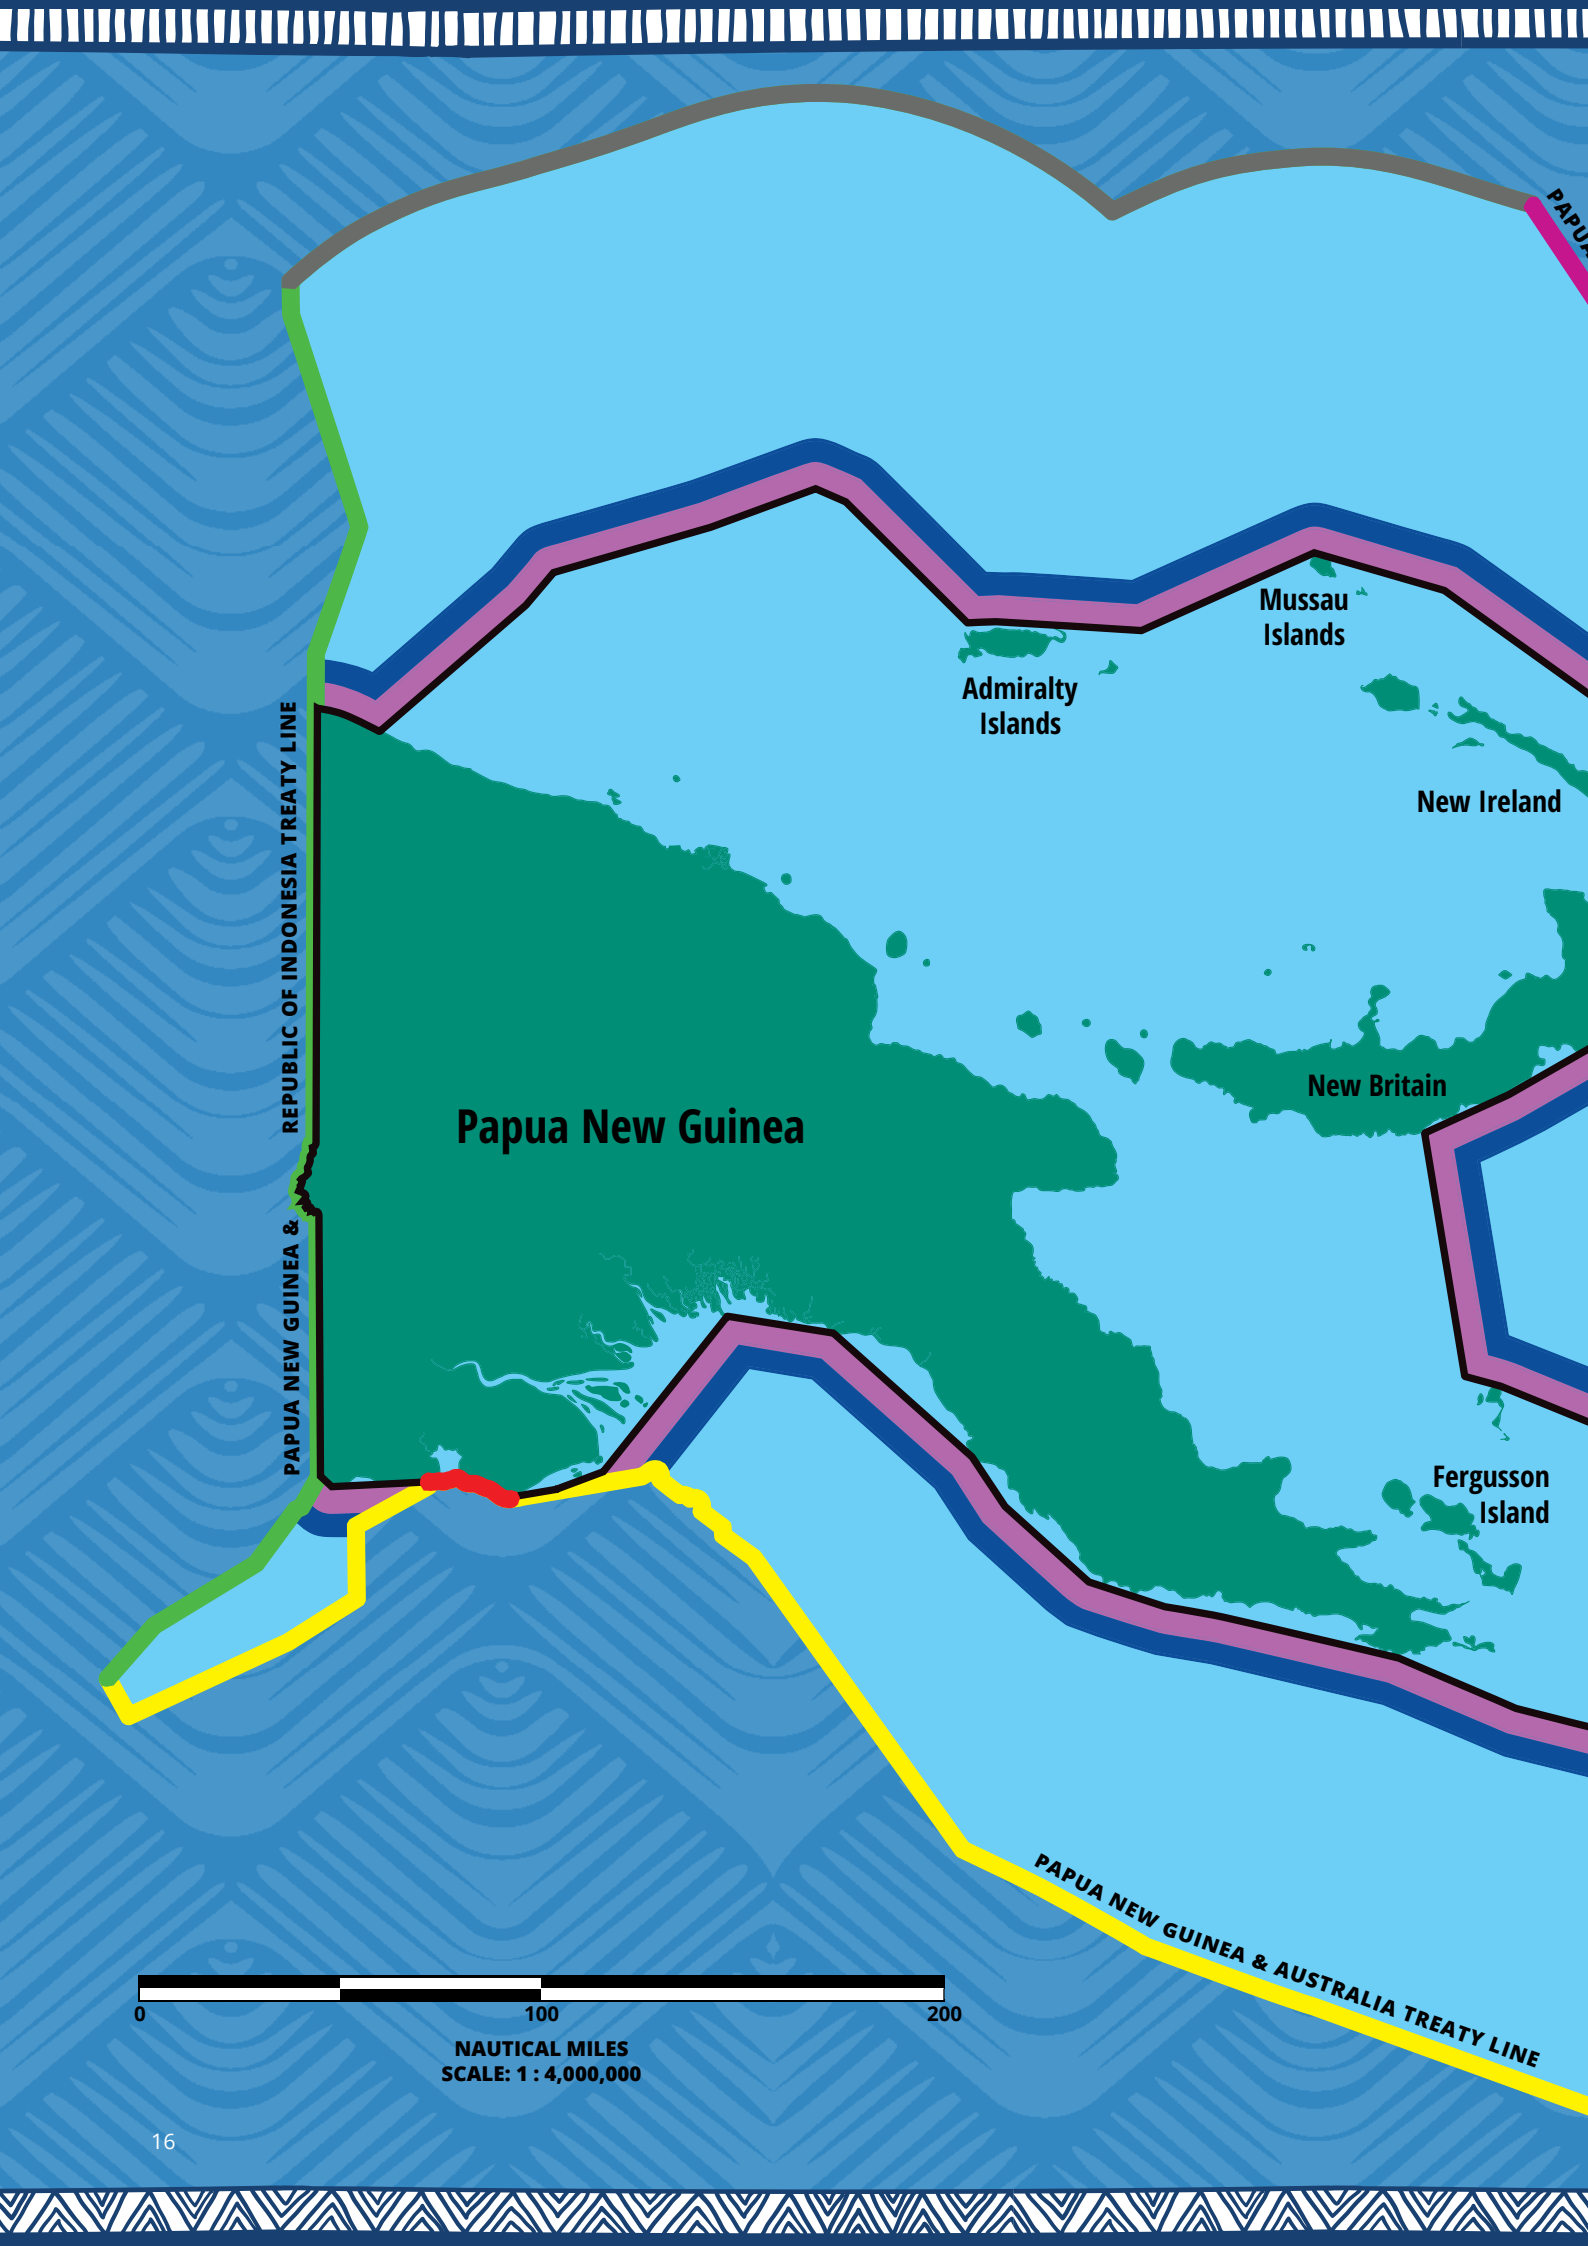 PAPUA
Mussau
Islands
Admiralty
Islands
New Ireland
PAPUA NEW GUINEA & REPUBLIC OF INDONESIA TREATY LINE
New Britain
Papua New Guinea
Fergusson
Island
PAPUA NEW GUINEA & AUSTRALIA TREATY LINE
0 100 200
NAUTICAL MILES
SCALE: 1 : 4,000,000
16